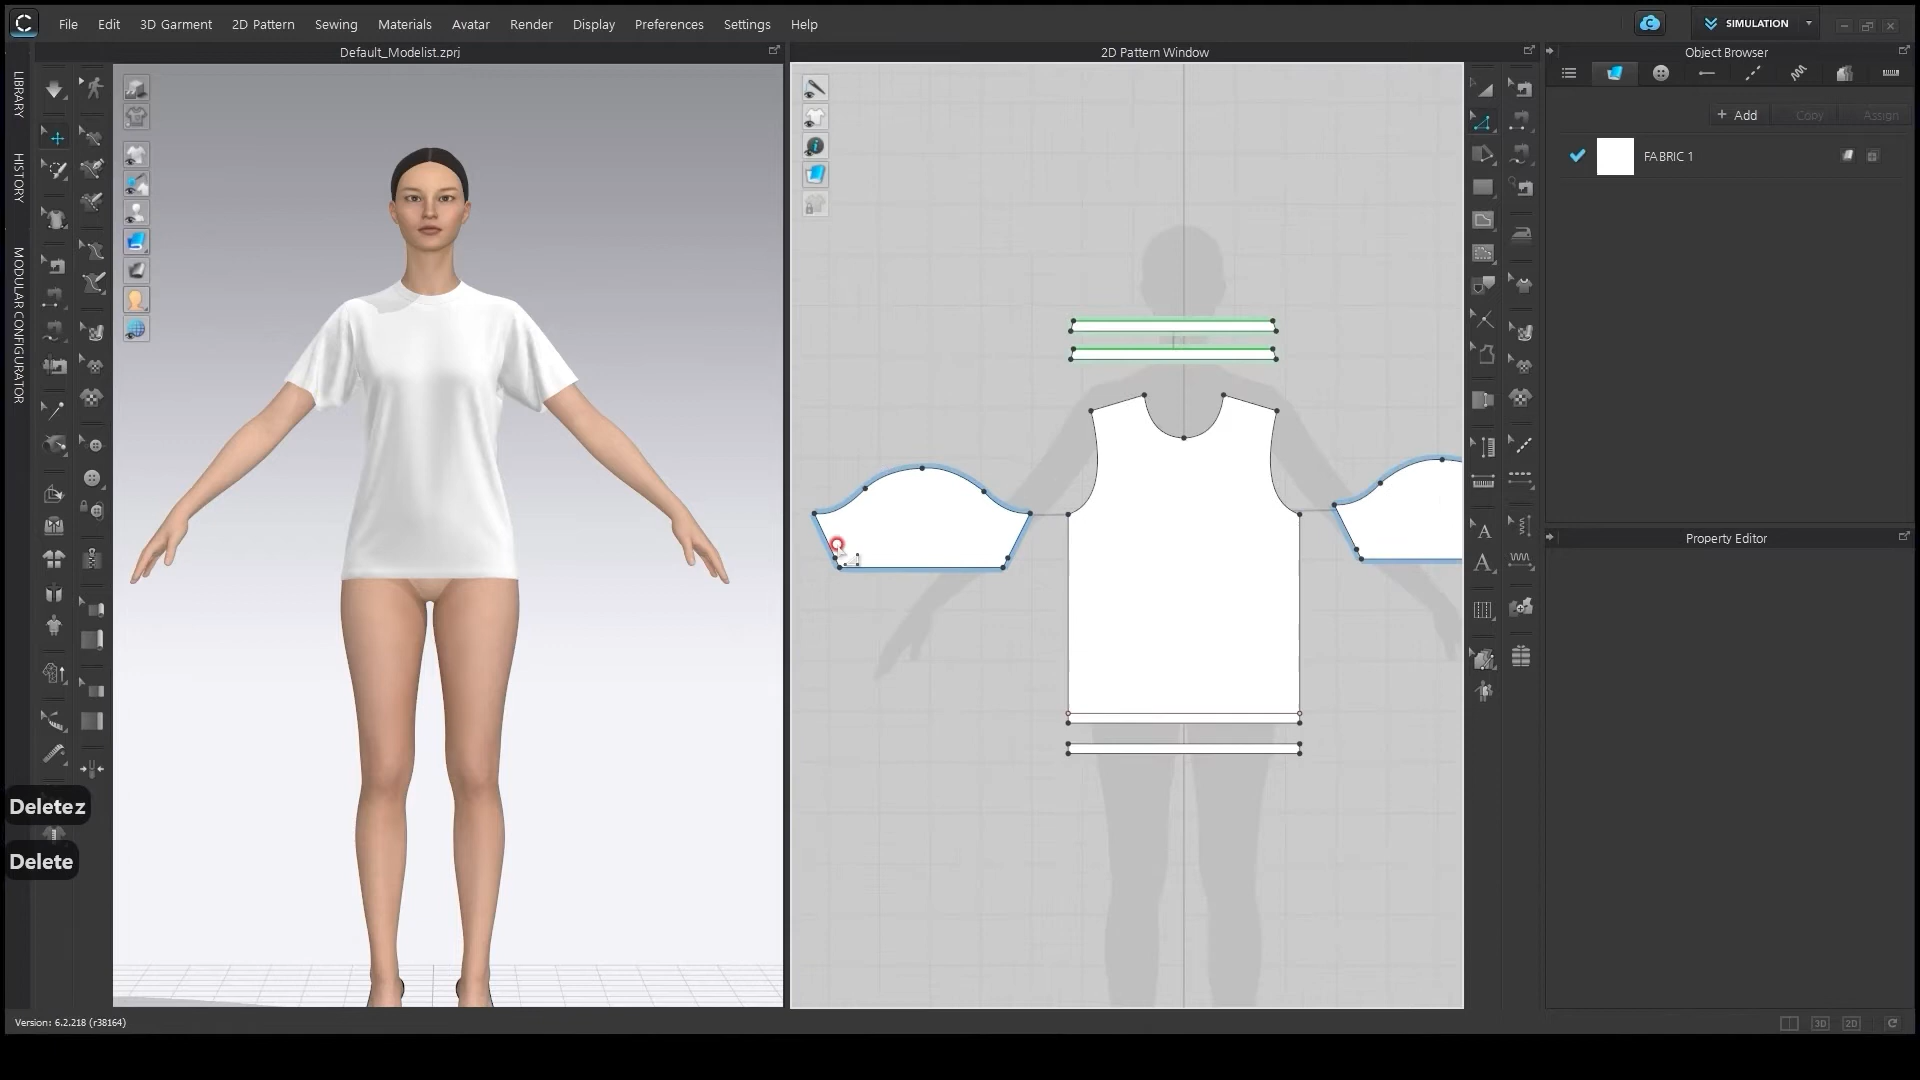 File Edit 3D Garment 2D Pattern Sewing Materials Avatar Render Display Preferences Settings Help
SIMULATION
Default_Modelist.zprj
2D Pattern Window
Object Browser
LIBRARY
HISTORY
MODULAR CONFIGURATOR
+ Add
Copy
Assign
FABRIC 1
Property Editor
A
A
Deletez
Delete
Version: 6.2.218 (r38164)
3D
2D